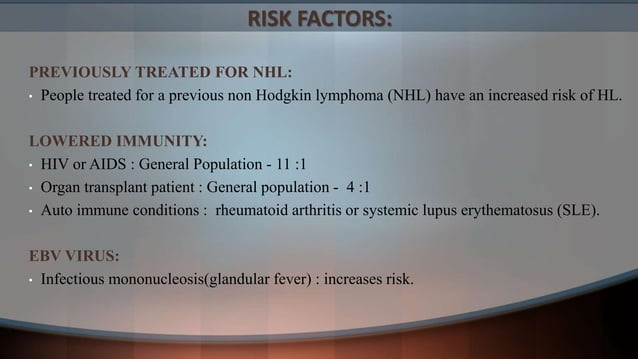 RISK FACTORS:
PREVIOUSLY TREATED FOR NHL:
• People treated for a previous non Hodgkin lymphoma (NHL) have an increased risk of HL.
LOWERED IMMUNITY:
• HIV or AIDS : General Population - 11 :1
• Organ transplant patient : General population - 4 :1
• Auto immune conditions : rheumatoid arthritis or systemic lupus erythematosus (SLE).
EBV VIRUS:
• Infectious mononucleosis(glandular fever) : increases risk.